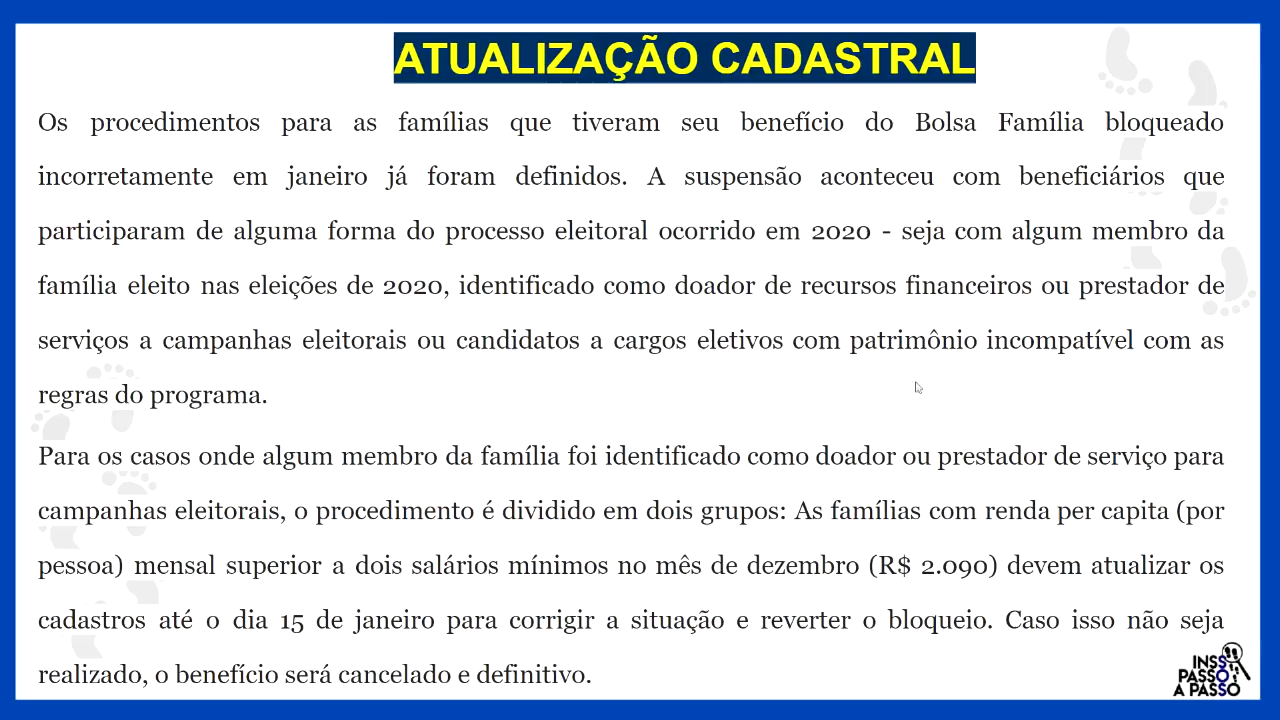 ATUALIZAÇÃO CADASTRAL
Os procedimentos para as famílias que tiveram seu benefício do Bolsa Família bloqueado
incorretamente em janeiro já foram definidos. A suspensão aconteceu com beneficiários que
participaram de alguma forma do processo eleitoral ocorrido em 2020 - seja com algum membro da
família eleito nas eleições de 2020, identificado como doador de recursos financeiros ou prestador de
serviços a campanhas eleitorais ou candidatos a cargos eletivos com patrimônio incompatível com as
regras do programa.
Para os casos onde algum membro da família foi identificado como doador ou prestador de serviço para
campanhas eleitorais, o procedimento é dividido em dois grupos: As famílias com renda per capita (por
pessoa) mensal superior a dois salários mínimos no mês de dezembro (R$ 2.090) devem atualizar os
cadastros até o dia 15 de janeiro para corrigir a situação e reverter o bloqueio. Caso isso não seja
realizado, o benefício será cancelado e definitivo.
INSS
PASSO
A PASSO